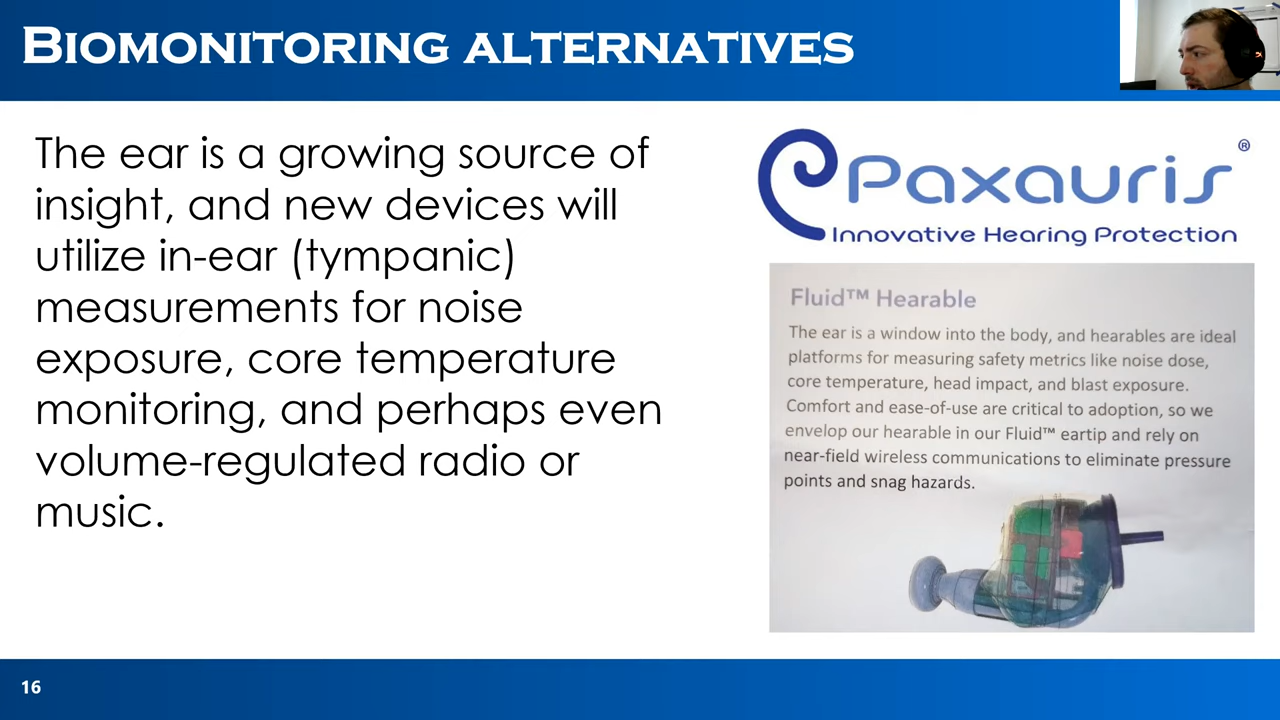 BIOMONITORING ALTERNATIVES
The ear is a growing source of
insight, and new devices will
utilize in-ear (tympanic)
measurements for noise
exposure, core temperature
monitoring, and perhaps even
volume-regulated radio or
music.
Paxauris®
Innovative Hearing Protection
Fluid™ Hearable
The ear is a window into the body, and hearables are ideal
platforms for measuring safety metrics like noise dose,
core temperature, head impact, and blast exposure.
Comfort and ease-of-use are critical to adoption, so we
envelop our hearable in our Fluid™ eartip and rely on
near-field wireless communications to eliminate pressure
points and snag hazards.
16